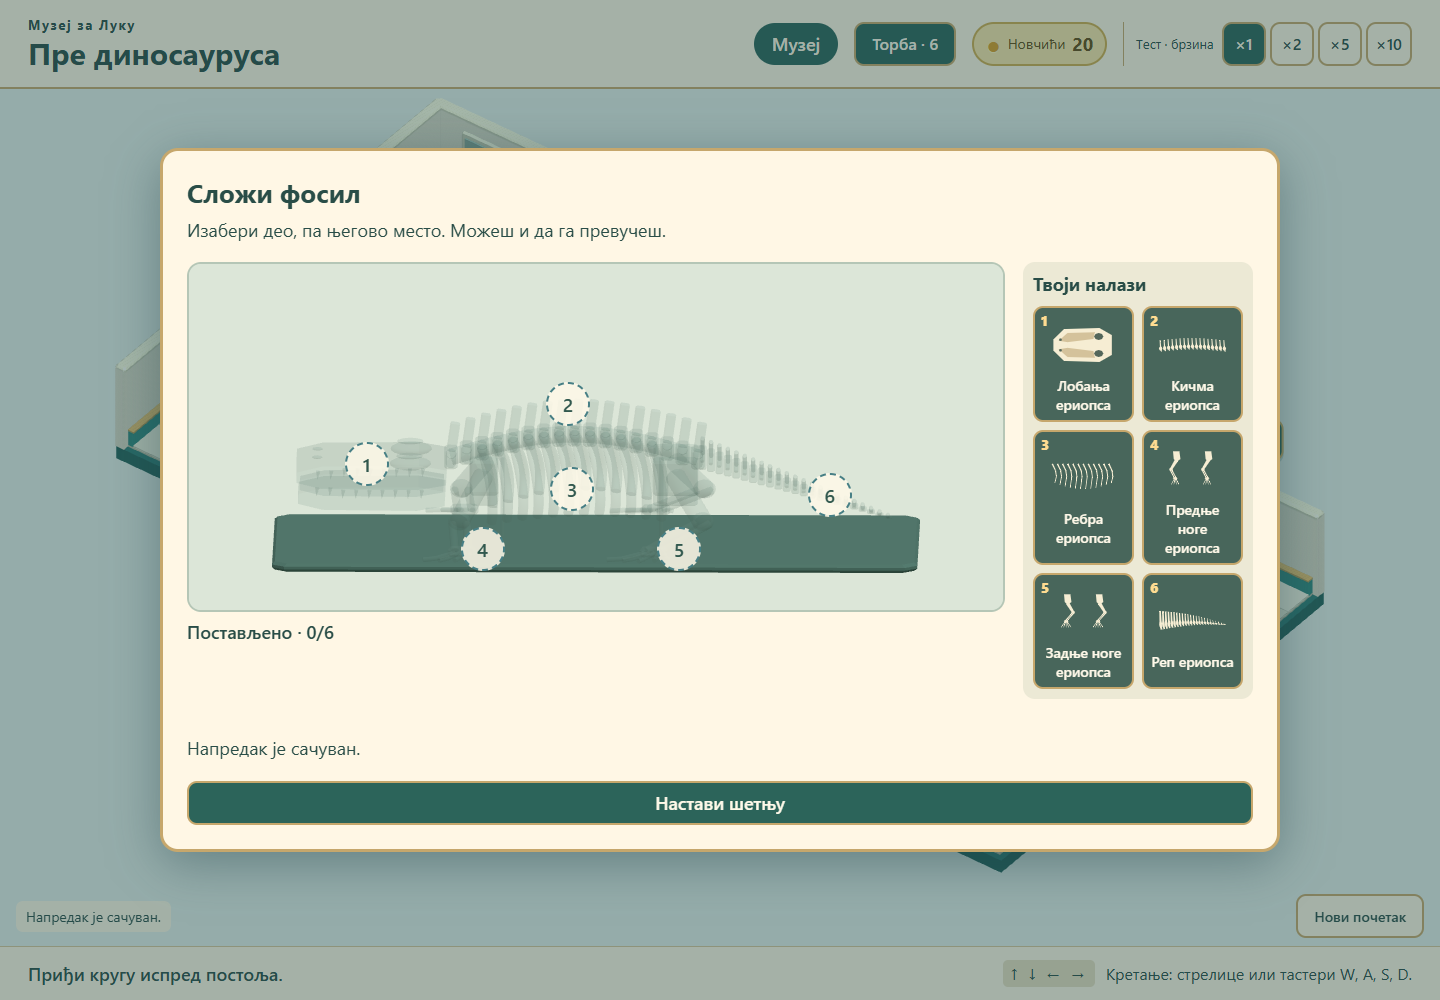 Музеј за Луку
Пре диносауруса
Музеј
Торба · 6
Новчићи 20
Тест · брзина
×1
×2
×5
×10
Сложи фосил
Изабери део, па његово место. Можеш и да га превучеш.
1
2
3
4
5
6
Постављено · 0/6
Твоји налази
1
Лобања
ериопса
2
Кичма
ериопса
3
Ребра
ериопса
4
Предње
ноге
ериопса
5
Задње ноге
ериопса
6
Реп ериопса
Напредак је сачуван.
Настави шетњу
Напредак је сачуван.
Нови почетак
Приђи кругу испред постоља.
↑ ↓ ← →
Кретање: стрелице или тастери W, A, S, D.